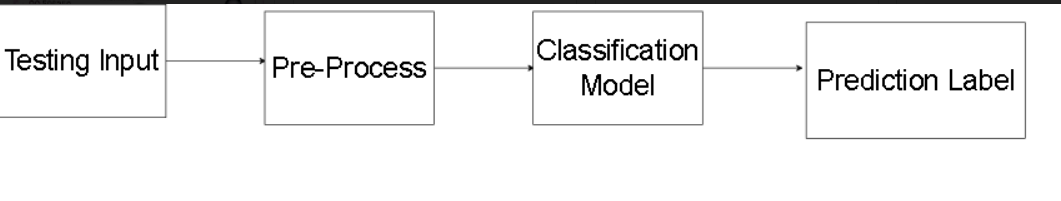 Testing Input
Pre-Process
Classification
Model
Prediction Label